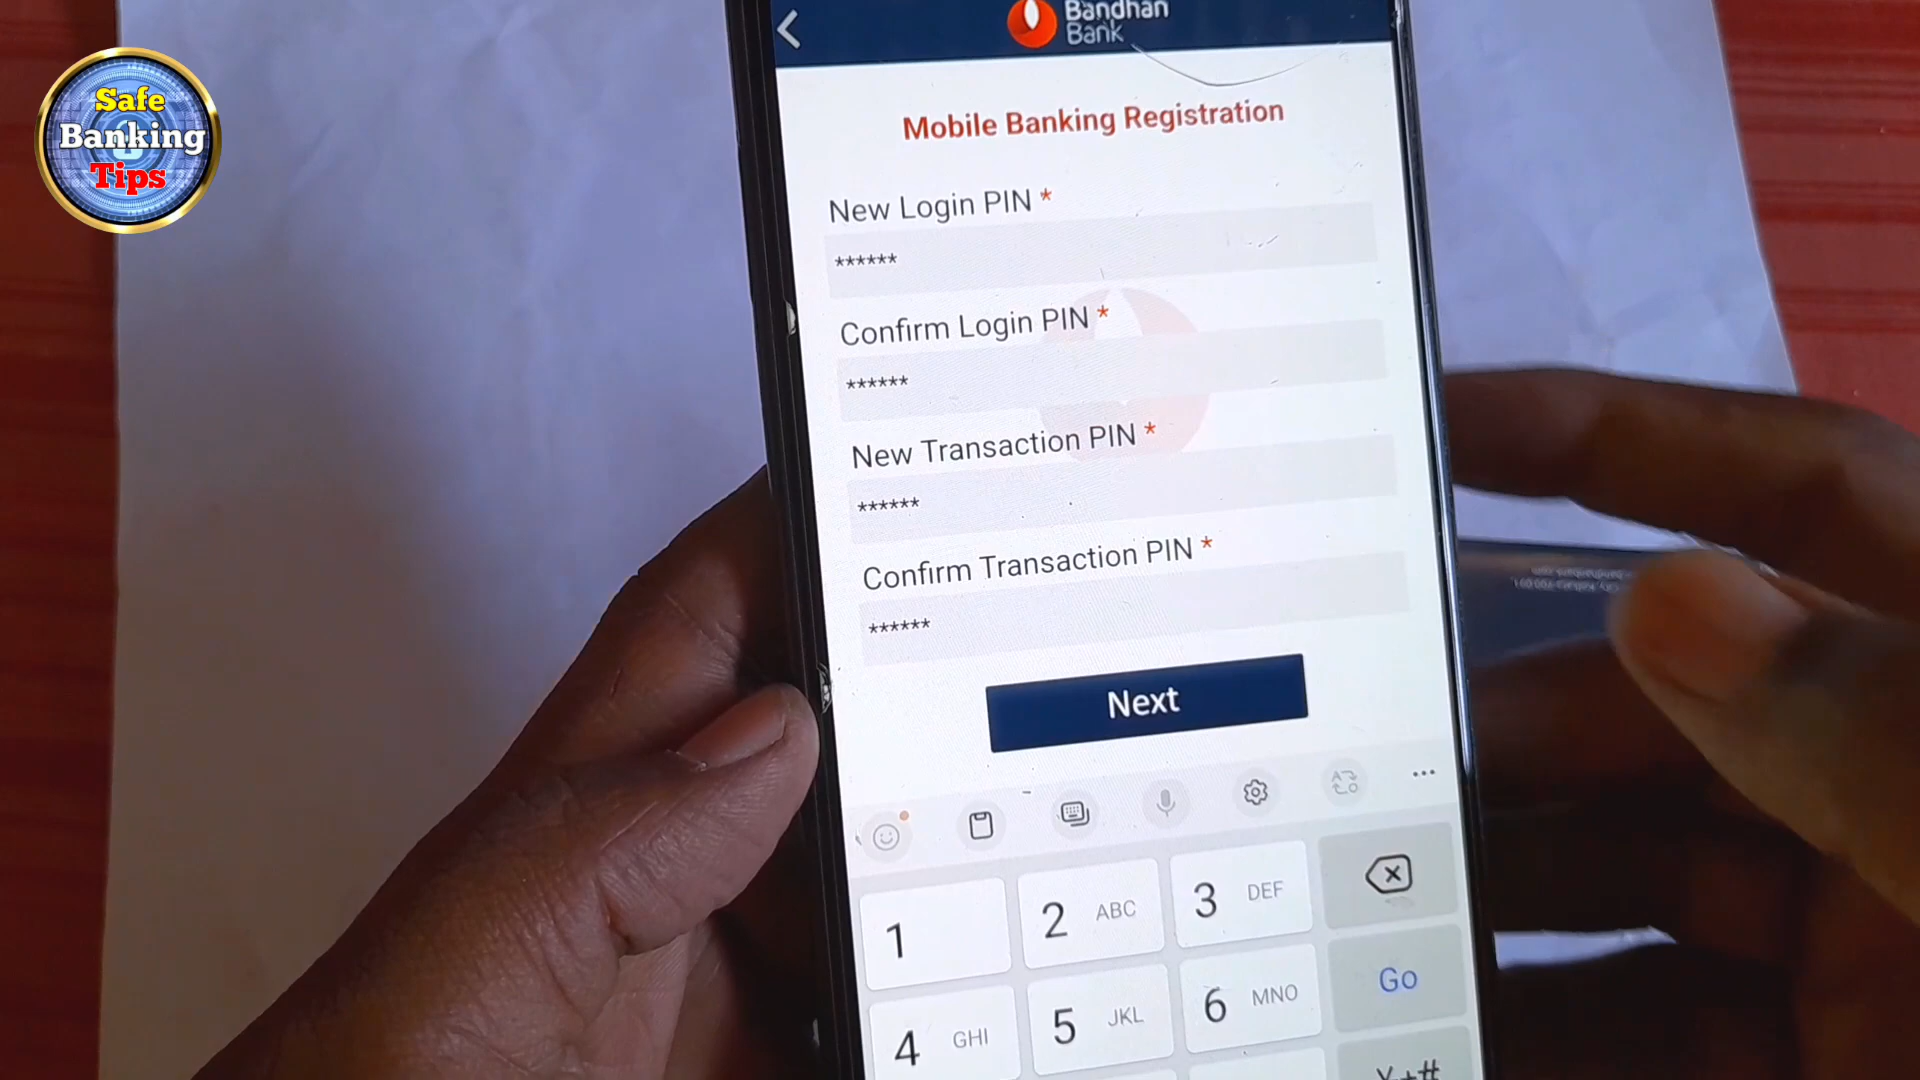 Safe
Banking
Tips
Bandhan
Bank
Mobile Banking Registration
New Login PIN *
******
Confirm Login PIN *
******
New Transaction PIN *
******
Confirm Transaction PIN *
******
Next
1
2 ABC
3 DEF
4 GHI
5 JKL
6 MNO
Go